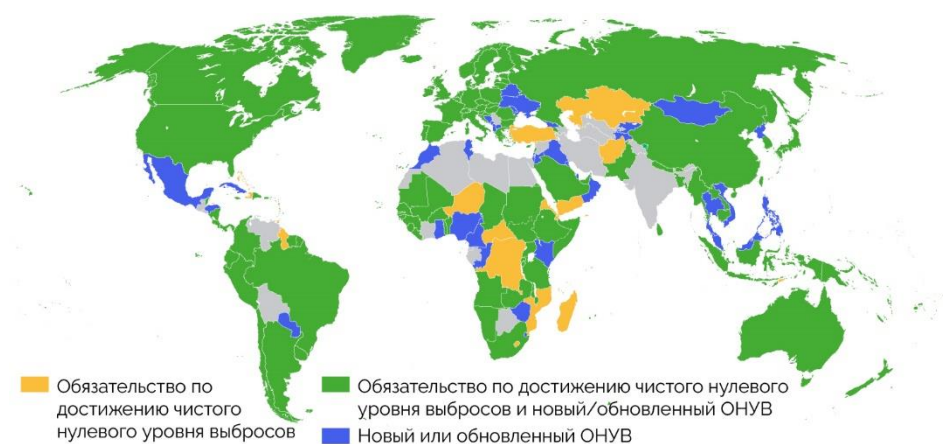 Обязательство по
достижению чистого
нулевого уровня выбросов
Обязательство по достижению чистого нулевого
уровня выбросов и новый/обновленный ОНУВ
Новый или обновленный ОНУВ